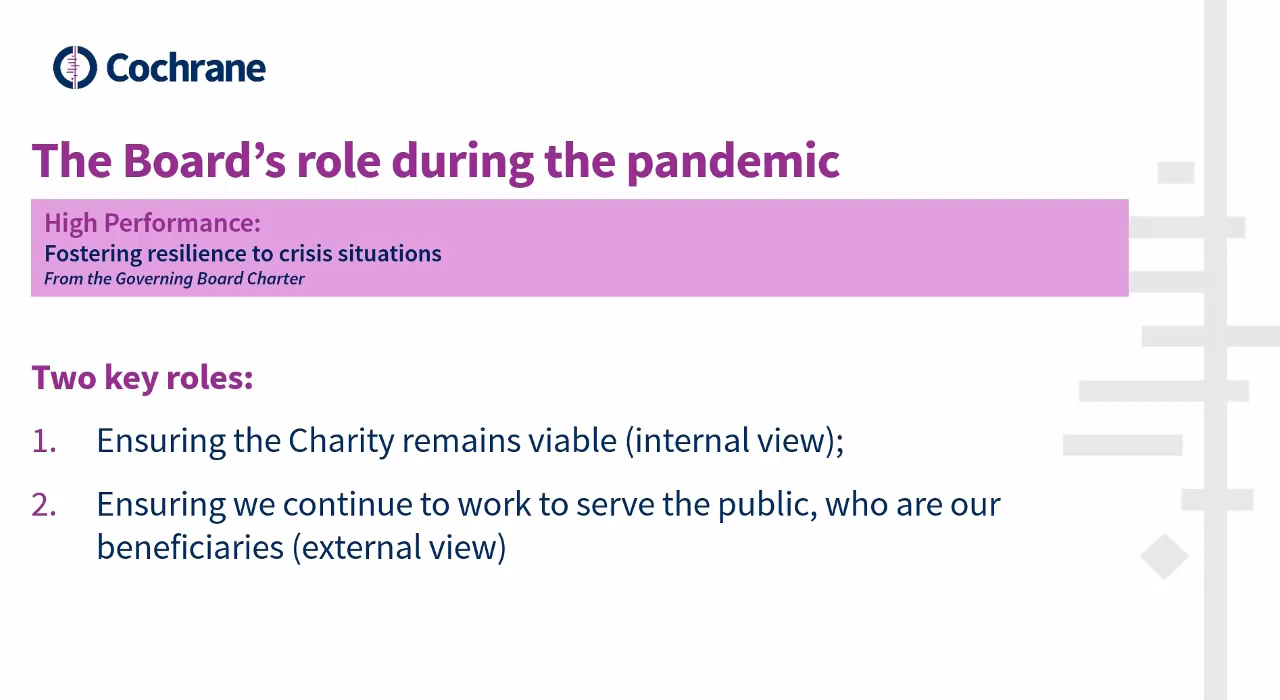 Cochrane
The Board’s role during the pandemic
High Performance:
Fostering resilience to crisis situations
From the Governing Board Charter
Two key roles:
1. Ensuring the Charity remains viable (internal view);
2. Ensuring we continue to work to serve the public, who are our
beneficiaries (external view)